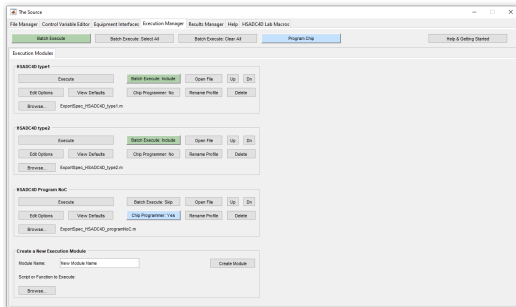 The Source
File Manager Control Variable Editor Equipment Interfaces Execution Manager Results Manager Help HSADC4D Lab Macros
Batch Execute Batch Execute: Select All Batch Execute: Clear All Program Chip Help & Getting Started
Execution Modules
HSADC4D type1
Execute Batch Execute: Include Open File Up Dn
Edit Options View Defaults Chip Programmer: No Rename Profile Delete
Browse... ExportSpec_HSADC4D_type1.m
HSADC4D type2
Execute Batch Execute: Include Open File Up Dn
Edit Options View Defaults Chip Programmer: No Rename Profile Delete
Browse... ExportSpec_HSADC4D_type2.m
HSADC4D Program NoC
Execute Batch Execute: Skip Open File Up Dn
Edit Options View Defaults Chip Programmer: Yes Rename Profile Delete
Browse... ExportSpec_HSADC4D_programNoC.m
Create a New Execution Module
Module Name: New Module Name Create Module
Script or Function to Execute:
Browse...